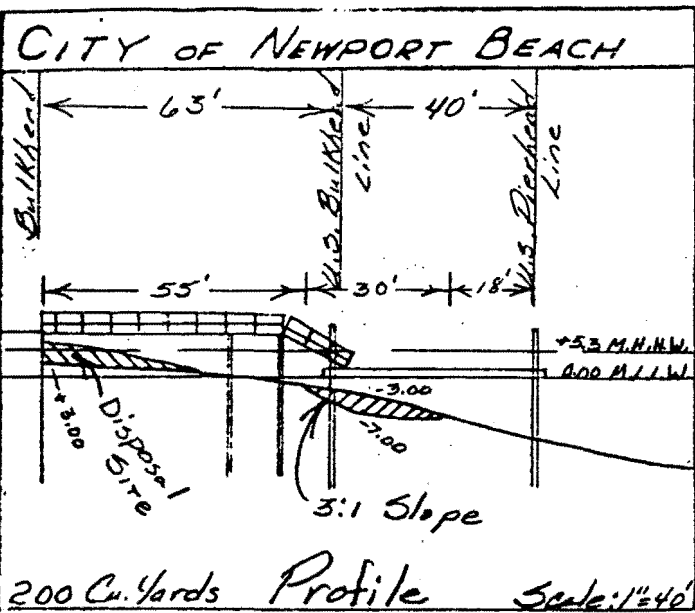 CITY OF NEWPORT BEACH
63'
40'
Bulkhead
U.S. Bulkhead
Line
U.S. Pierhead
Line
55'
30'
18'
+5.3 M.H.H.W.
0.00 M.L.L.W.
-3.00
+3.00
Disposal
Site
-7.00
3:1 Slope
200 Cu. Yards Profile Scale: 1"=40'